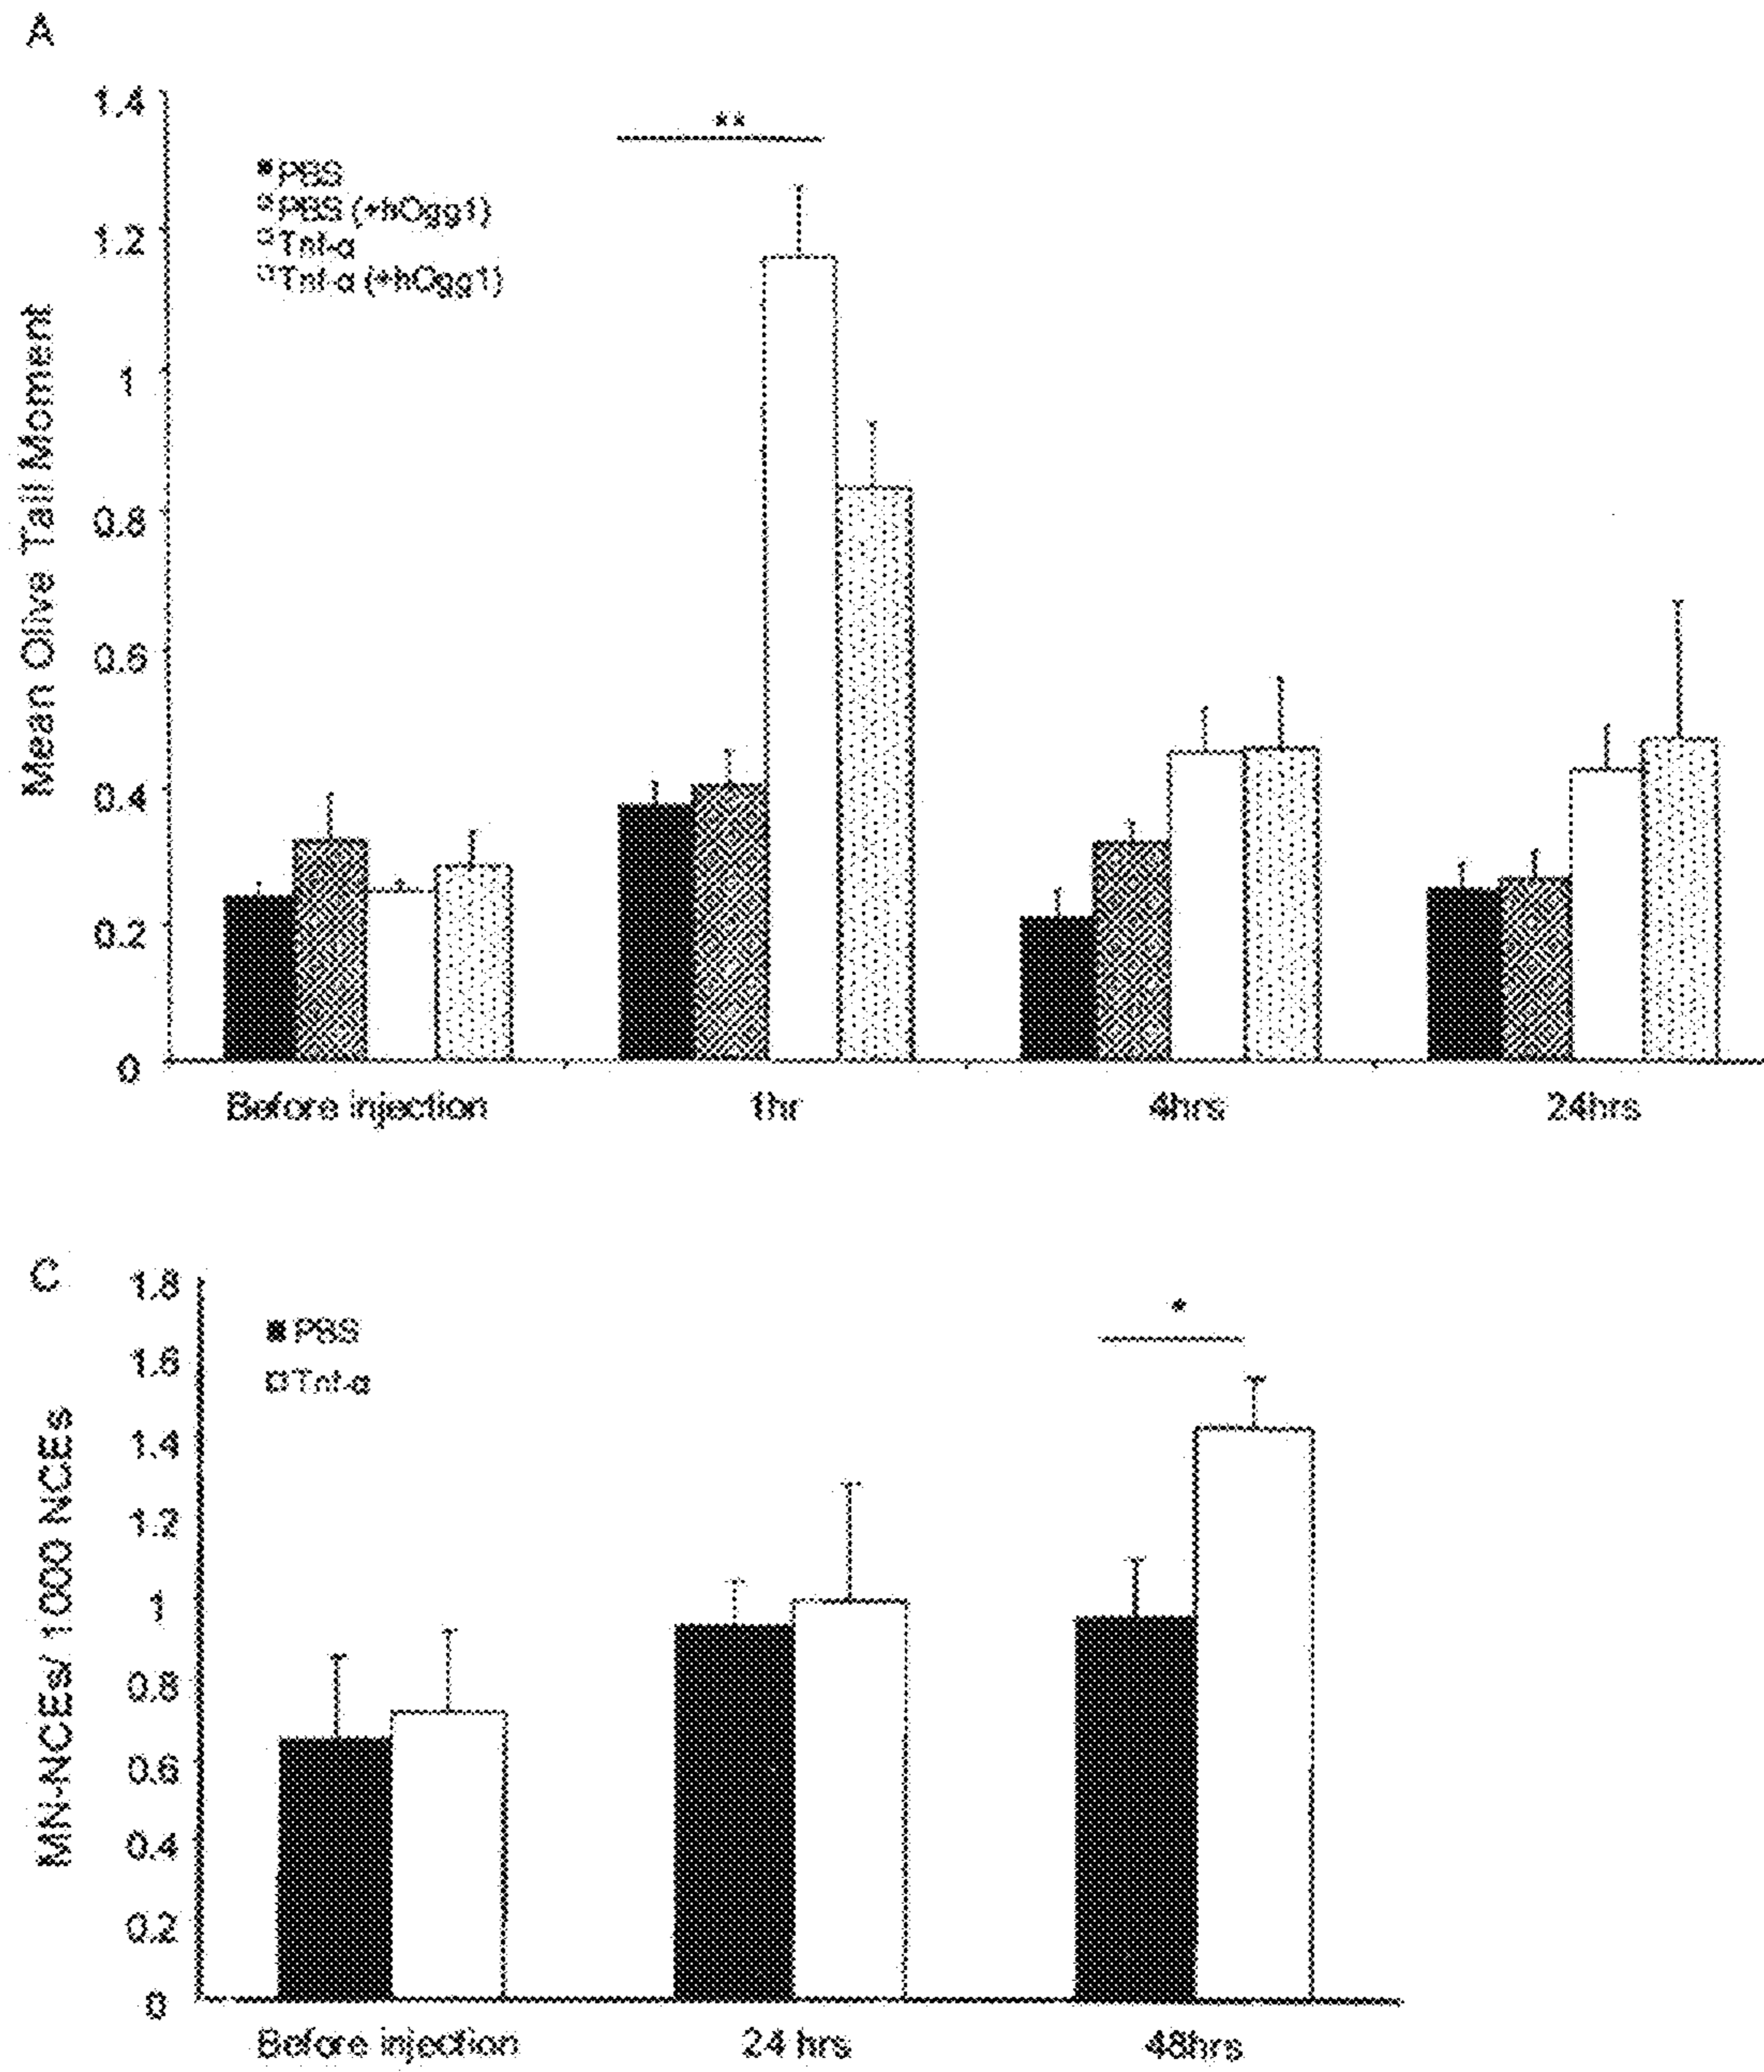 A
Mean Olive Tail Moment
1.4
1.2
1
0.8
0.6
0.4
0.2
0
PBS
PBS (+hOgg1)
Tnf-α
Tnf-α (+hOgg1)
**
Before injection 1hr 4hrs 24hrs
C
MN-NCEs/ 1000 NCEs
1.8
1.6
1.4
1.2
1
0.8
0.6
0.4
0.2
0
PBS
Tnf-α
*
Before injection 24 hrs 48hrs